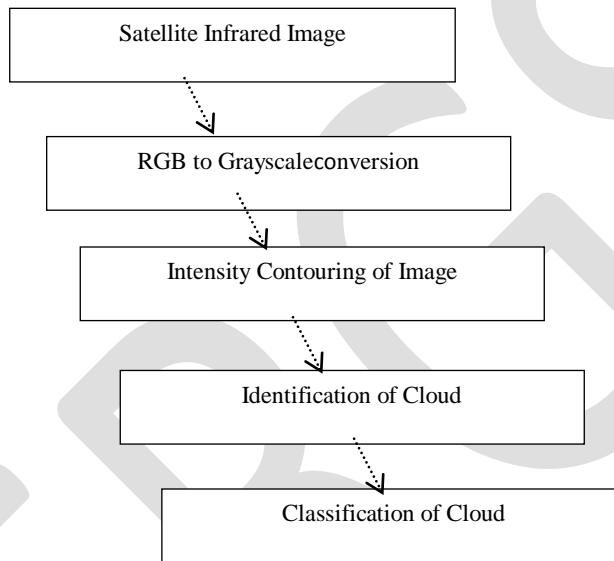 Satellite Infrared Image
RGB to Grayscaleconversion
Intensity Contouring of Image
Identification of Cloud
Classification of Cloud